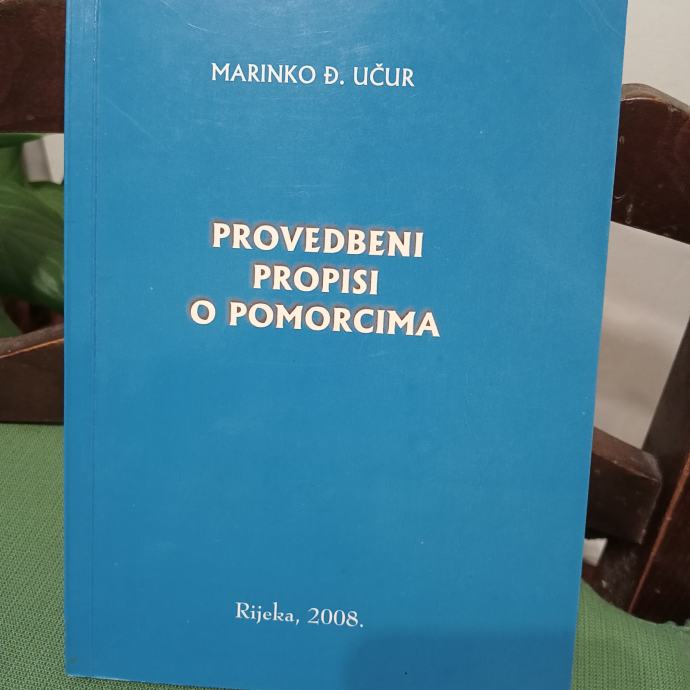 MARINKO Đ. UČUR
PROVEDBENI
PROPISI
O POMORCIMA
Rijeka, 2008.